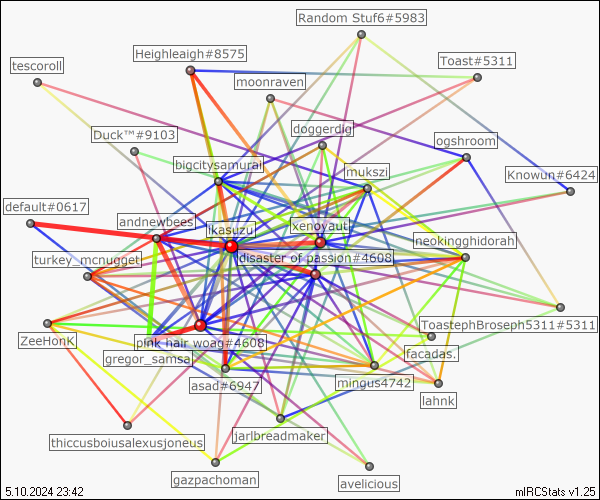 Random Stuf6#5983
Heighleaigh#8575
Toast#5311
tescoroll
moonraven
doggerdig
Duck™#9103
ogshroom
bigcitysamurai
mukszi
Knowun#6424
default#0617
andnewbees
ikasuzu
xenoyaut
neokingghidorah
turkey_mcnugget
disaster of passion#4608
ToastephBroseph5311#5311
ZeeHonK
pink hair woag#4608
facadas.
gregor_samsa
asad#6947
mingus4742
lahnk
thiccusboiusalexusjoneus
jarlbreadmaker
gazpachoman
avelicious
5.10.2024 23:42
mIRCStats v1.25